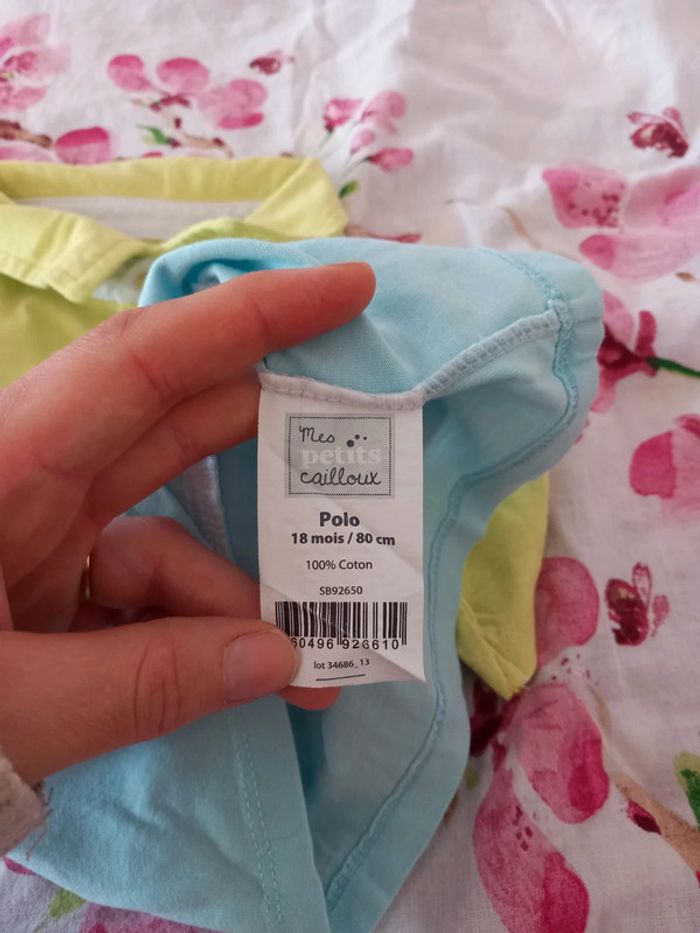 Mes
petits
cailloux
Polo
18 mois / 80 cm
100% Coton
SB92650
60496 926610
lot 34686_13